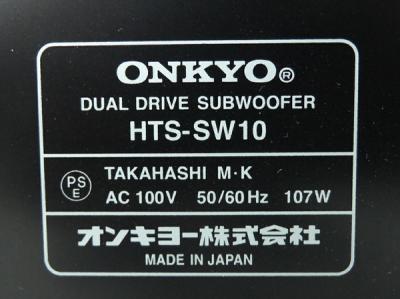 ONKYO®
DUAL DRIVE SUBWOOFER
HTS-SW10
PS
E
TAKAHASHI M·K
AC 100V 50/60Hz 107W
オンキヨー株式会社
MADE IN JAPAN